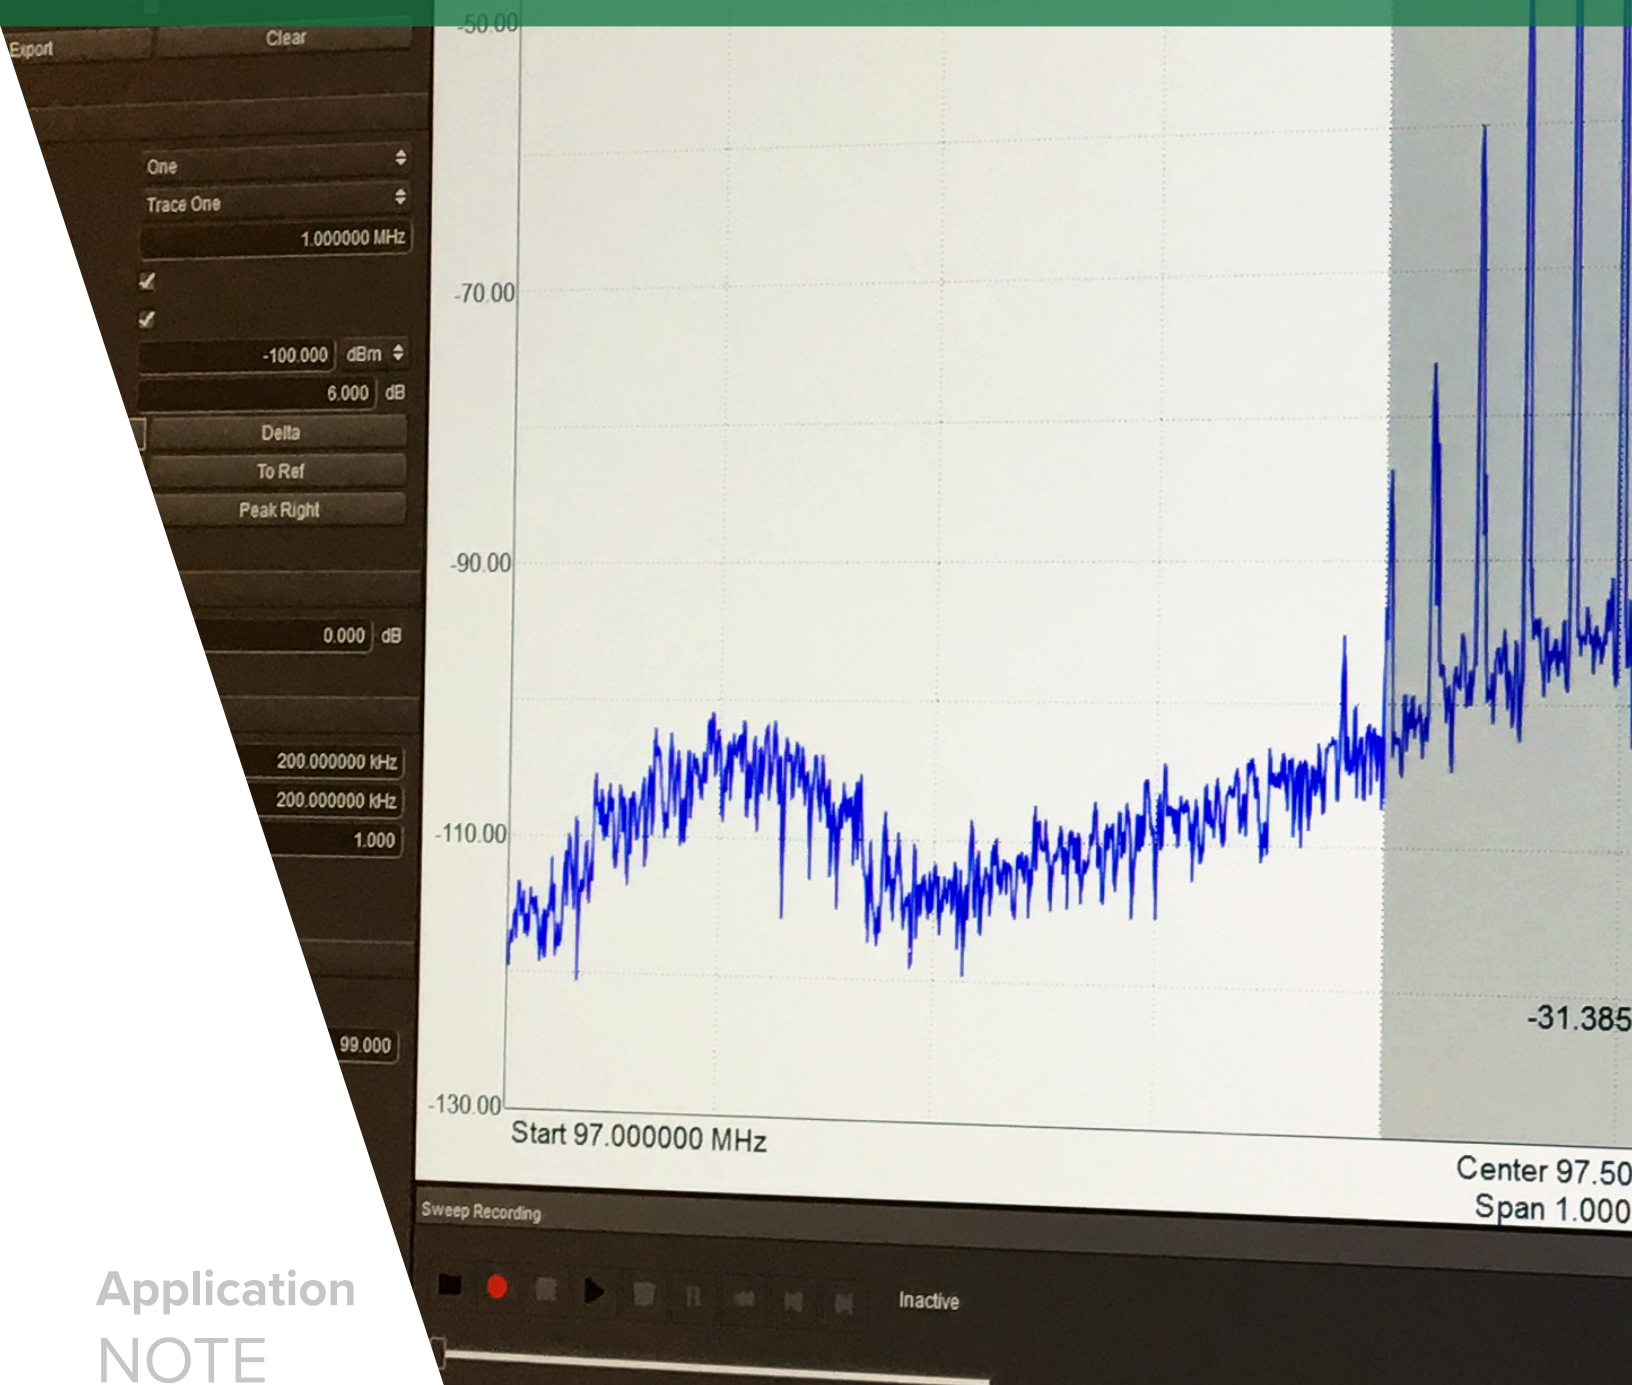 Export
Clear
One
Trace One
1.000000 MHz
-100.000 dBm
6.000 dB
Delta
To Ref
Peak Right
0.000 dB
200.000000 kHz
200.000000 kHz
1.000
99.000
-50.00
-70.00
-90.00
-110.00
-130.00
-31.385
Start 97.000000 MHz
Center 97.50
Span 1.000
Sweep Recording
Inactive
Application
NOTE